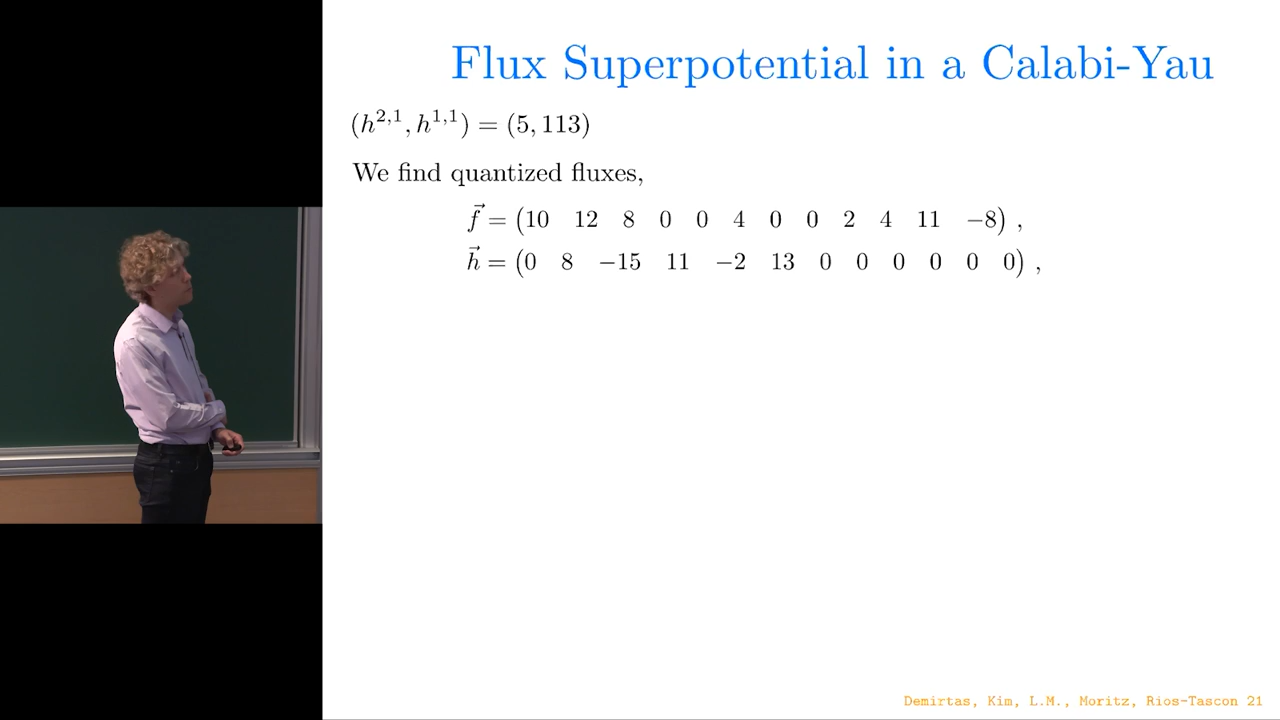 Flux Superpotential in a Calabi-Yau
(h^{2,1}, h^{1,1}) = (5, 113)
We find quantized fluxes,
\vec{f} = (10 12 8 0 0 4 0 0 2 4 11 −8) ,
\vec{h} = (0 8 −15 11 −2 13 0 0 0 0 0 0) ,
Demirtas, Kim, L.M., Moritz, Rios-Tascon 21